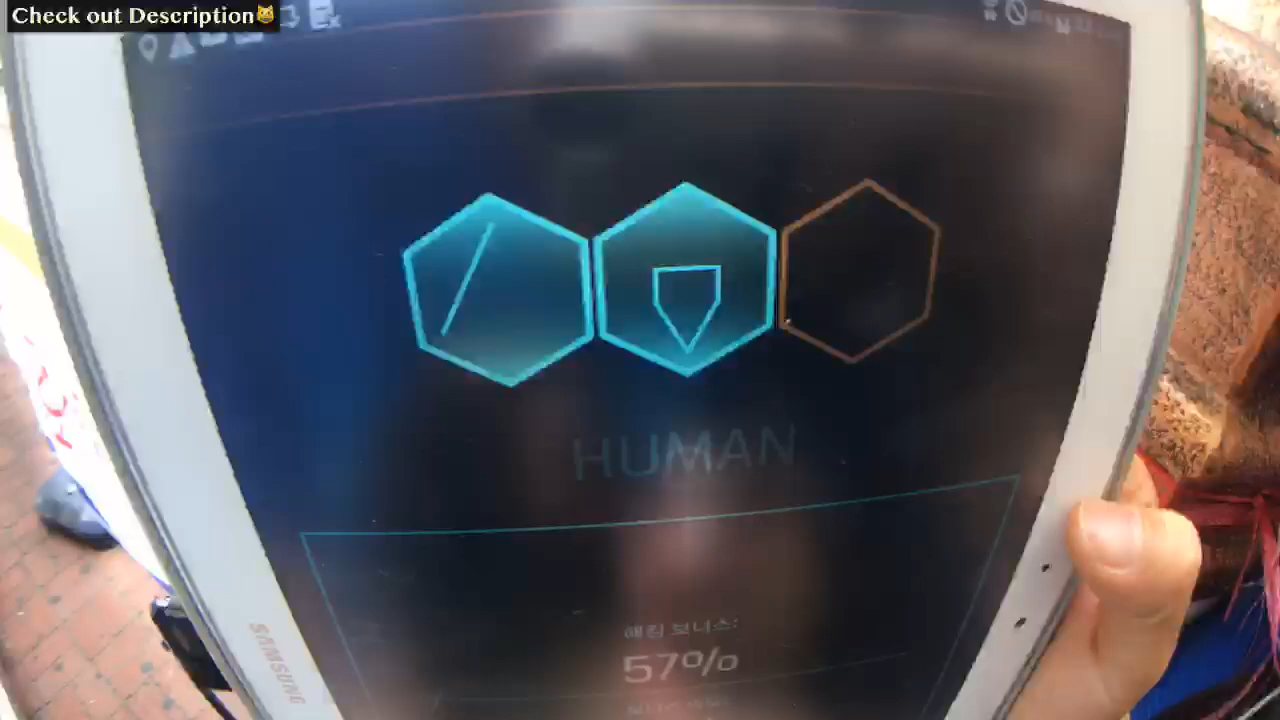 Check out Description😸
HUMAN
해킹 보너스:
57%
SAMSUNG